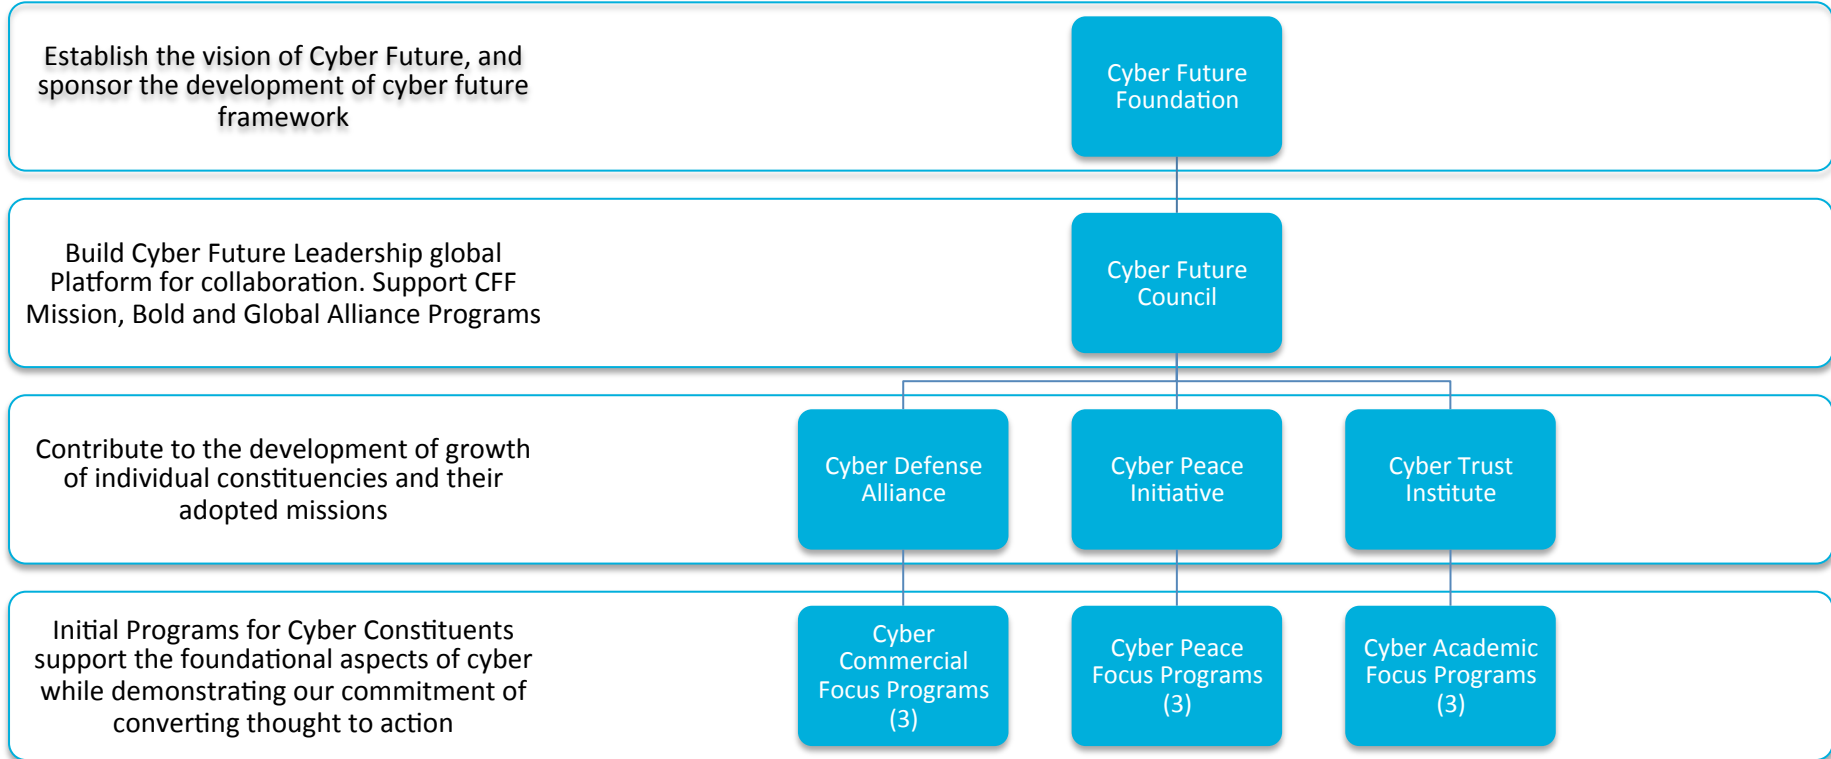 Establish the vision of Cyber Future, and
sponsor the development of cyber future
framework
Cyber Future
Foundation
Build Cyber Future Leadership global
Platform for collaboration. Support CFF
Mission, Bold and Global Alliance Programs
Cyber Future
Council
Contribute to the development of growth
of individual constituencies and their
adopted missions
Cyber Defense
Alliance
Cyber Peace
Initiative
Cyber Trust
Institute
Initial Programs for Cyber Constituents
support the foundational aspects of cyber
while demonstrating our commitment of
converting thought to action
Cyber
Commercial
Focus Programs
(3)
Cyber Peace
Focus Programs
(3)
Cyber Academic
Focus Programs
(3)